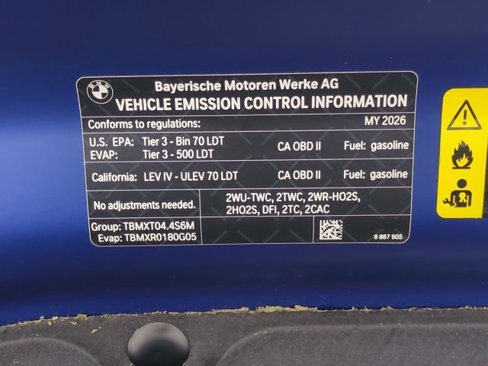 BMW
Bayerische Motoren Werke AG
VEHICLE EMISSION CONTROL INFORMATION
Conforms to regulations: MY 2026
U.S. EPA: Tier 3 - Bin 70 LDT CA OBD II Fuel: gasoline
EVAP: Tier 3 - 500 LDT
California: LEV IV - ULEV 70 LDT CA OBD II Fuel: gasoline
No adjustments needed. 2WU-TWC, 2TWC, 2WR-HO2S,
2HO2S, DFI, 2TC, 2CAC
Group: TBMXT04.4S6M
Evap: TBMXR0180G05
8 887 905